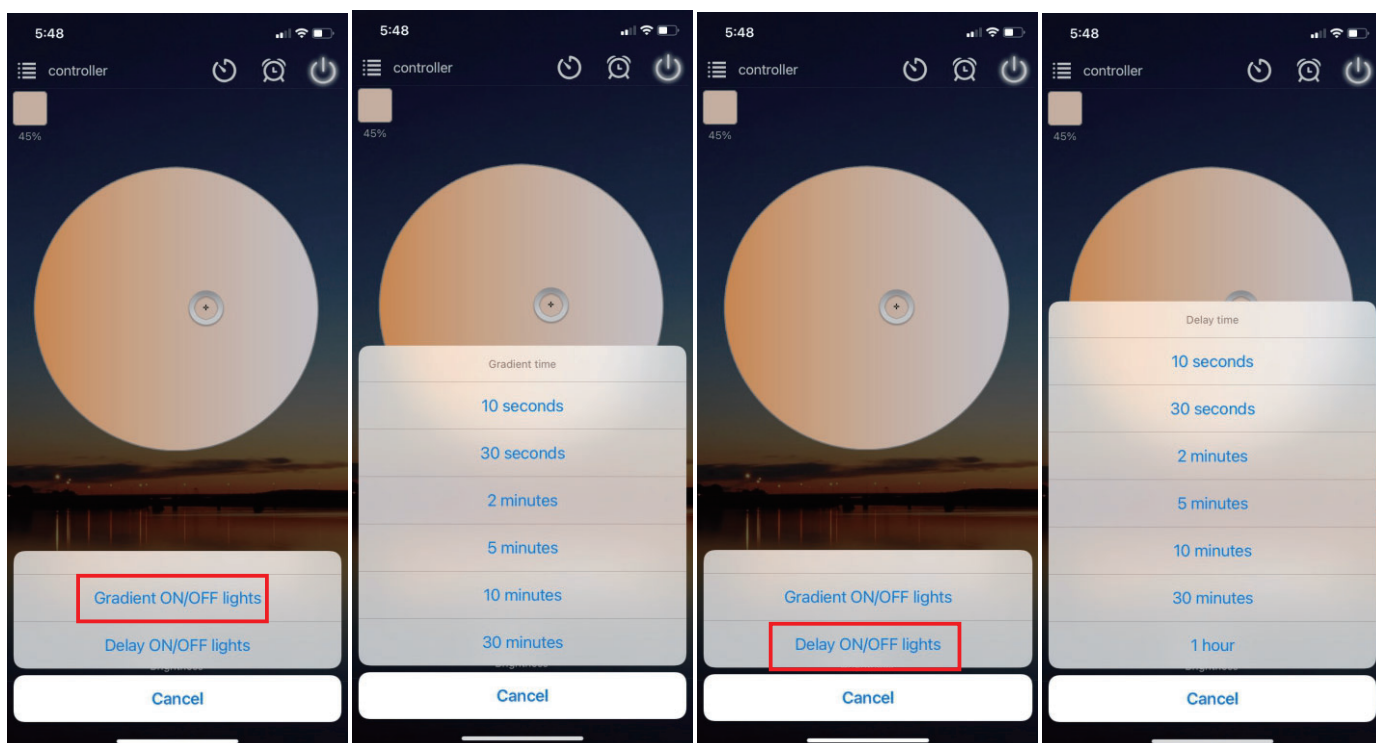 5:48
controller
45%
Gradient ON/OFF lights
Delay ON/OFF lights
Cancel
5:48
controller
45%
Gradient time
10 seconds
30 seconds
2 minutes
5 minutes
10 minutes
30 minutes
Cancel
5:48
controller
45%
Gradient ON/OFF lights
Delay ON/OFF lights
Cancel
5:48
controller
45%
Delay time
10 seconds
30 seconds
2 minutes
5 minutes
10 minutes
30 minutes
1 hour
Cancel